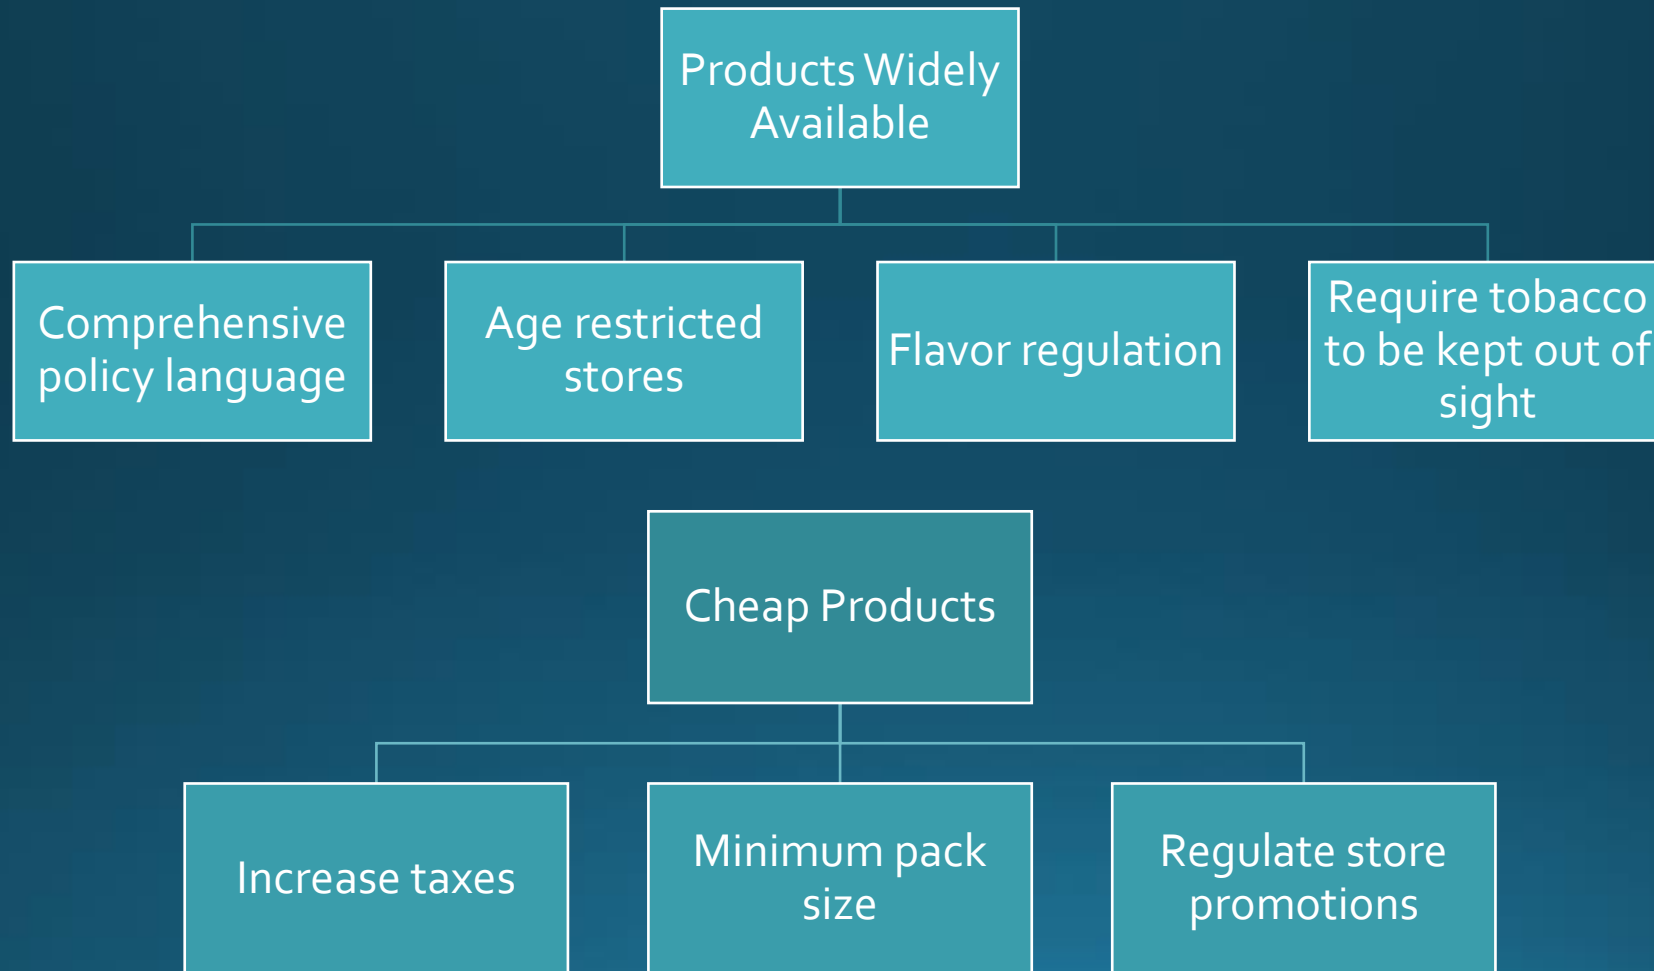 Products Widely
Available
Comprehensive
policy language
Age restricted
stores
Flavor regulation
Require tobacco
to be kept out of
sight
Cheap Products
Increase taxes
Minimum pack
size
Regulate store
promotions